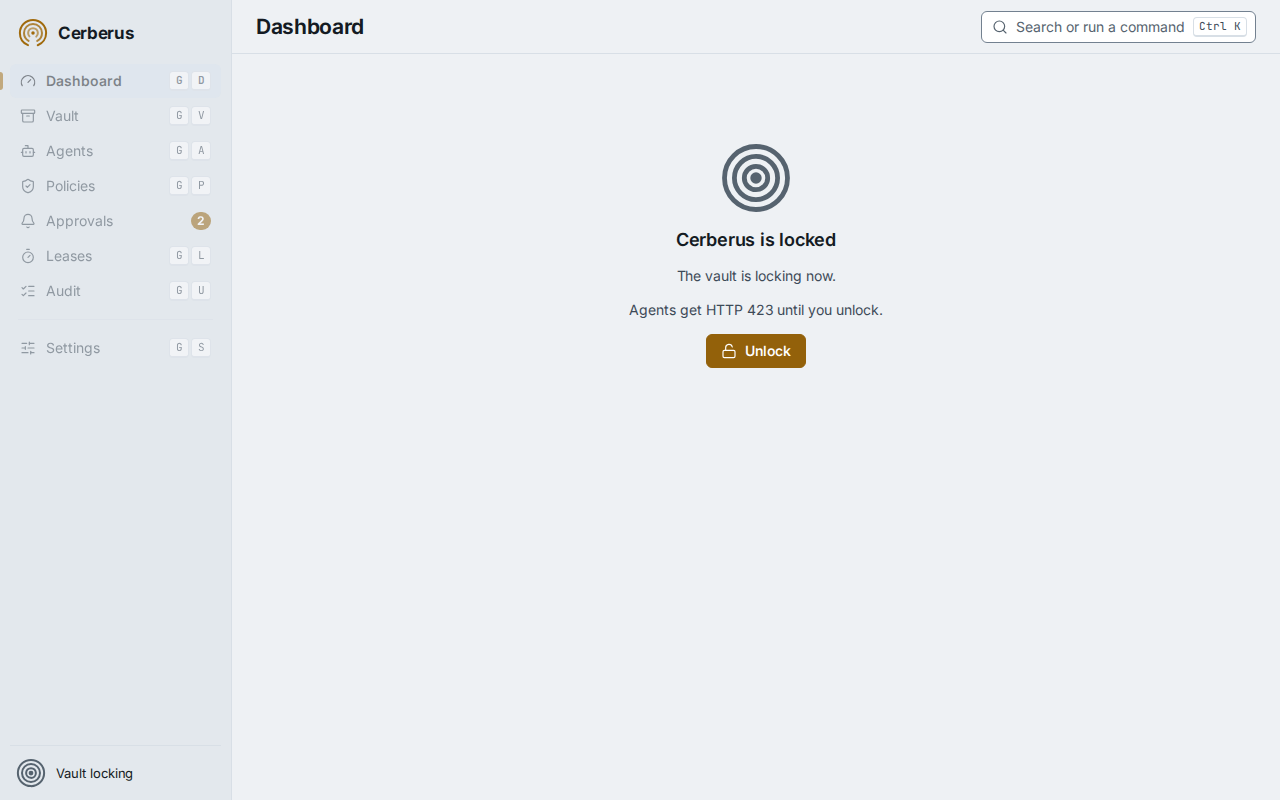 Cerberus
Dashboard G D
Vault G V
Agents G A
Policies G P
Approvals 2
Leases G L
Audit G U
Settings G S
Vault locking
Dashboard
Search or run a command Ctrl K
Cerberus is locked
The vault is locking now.
Agents get HTTP 423 until you unlock.
Unlock